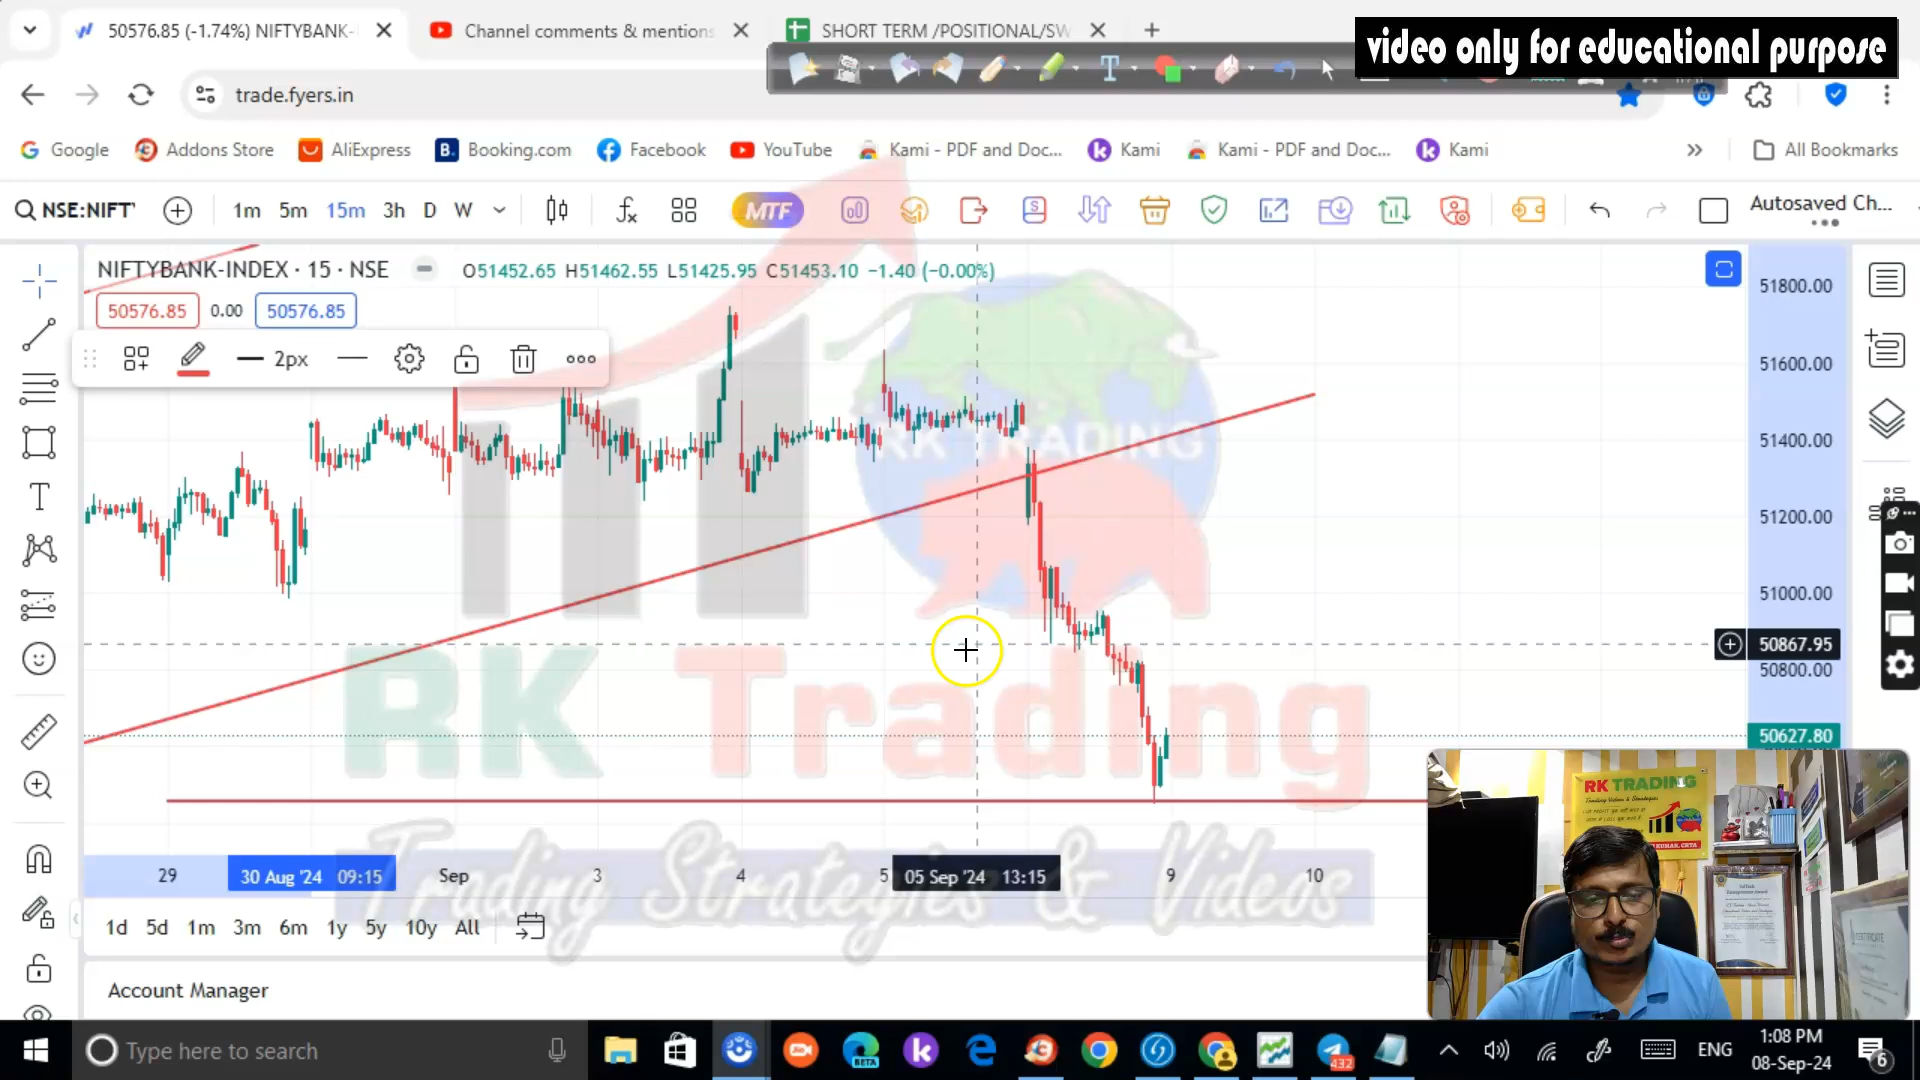 50576.85 (-1.74%) NIFTYBANK-
Channel comments & mentions
SHORT TERM /POSITIONAL/SW
video only for educational purpose
trade.fyers.in
Google
Addons Store
AliExpress
Booking.com
Facebook
YouTube
Kami - PDF and Doc...
Kami
Kami - PDF and Doc...
Kami
All Bookmarks
NSE:NIFT
1m 5m 15m 3h D W
MTF
Autosaved Ch...
NIFTYBANK-INDEX · 15 · NSE
O51452.65 H51462.55 L51425.95 C51453.10 −1.40 (−0.00%)
50576.85 0.00 50576.85
2px
51800.00
51600.00
51400.00
51200.00
51000.00
50867.95
50800.00
50627.80
RK TRADING
RK Trading
Trading Strategies & Videos
29
30 Aug '24 09:15
Sep
3
4
5
05 Sep '24 13:15
9
10
1d 5d 1m 3m 6m 1y 5y 10y All
Account Manager
RK TRADING
Type here to search
BETA
432
ENG
1:08 PM
08-Sep-24
6